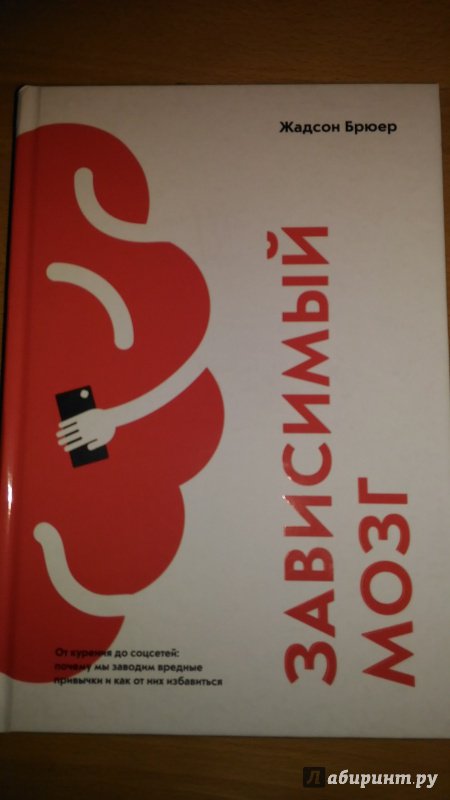 Жадсон Брюер
ЗАВИСИМЫЙ
МОЗГ
От курения до соцсетей:
почему мы заводим вредные
привычки и как от них избавиться
Лабиринт.ру